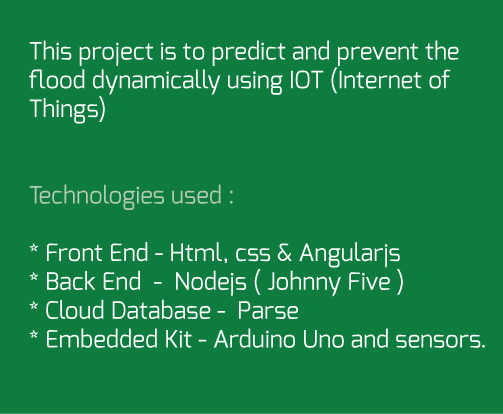 This project is to predict and prevent the
flood dynamically using IOT (Internet of
Things)
Technologies used :
* Front End - Html, css & Angularjs
* Back End - Nodejs ( Johnny Five )
* Cloud Database - Parse
* Embedded Kit - Arduino Uno and sensors.